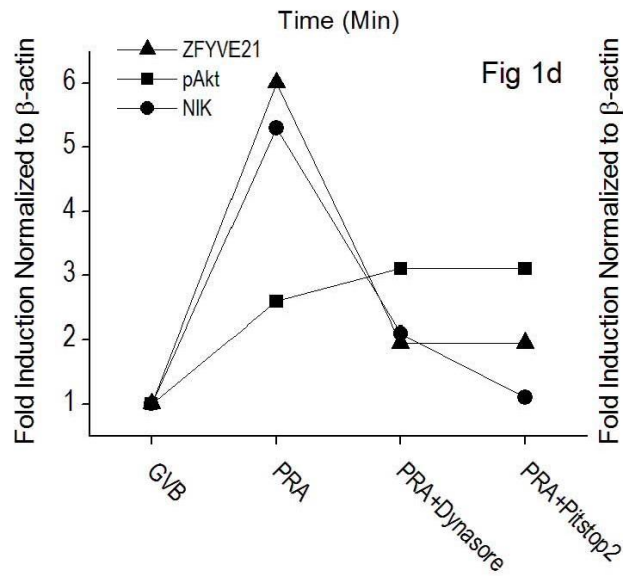 Time (Min)
ZFYVE21
pAkt
NIK
Fig 1d
Fold Induction Normalized to β-actin
6
5
4
3
2
1
GVB
PRA
PRA+Dynasore
PRA+Pitstop2
Fold Induction Normalized to β-actin